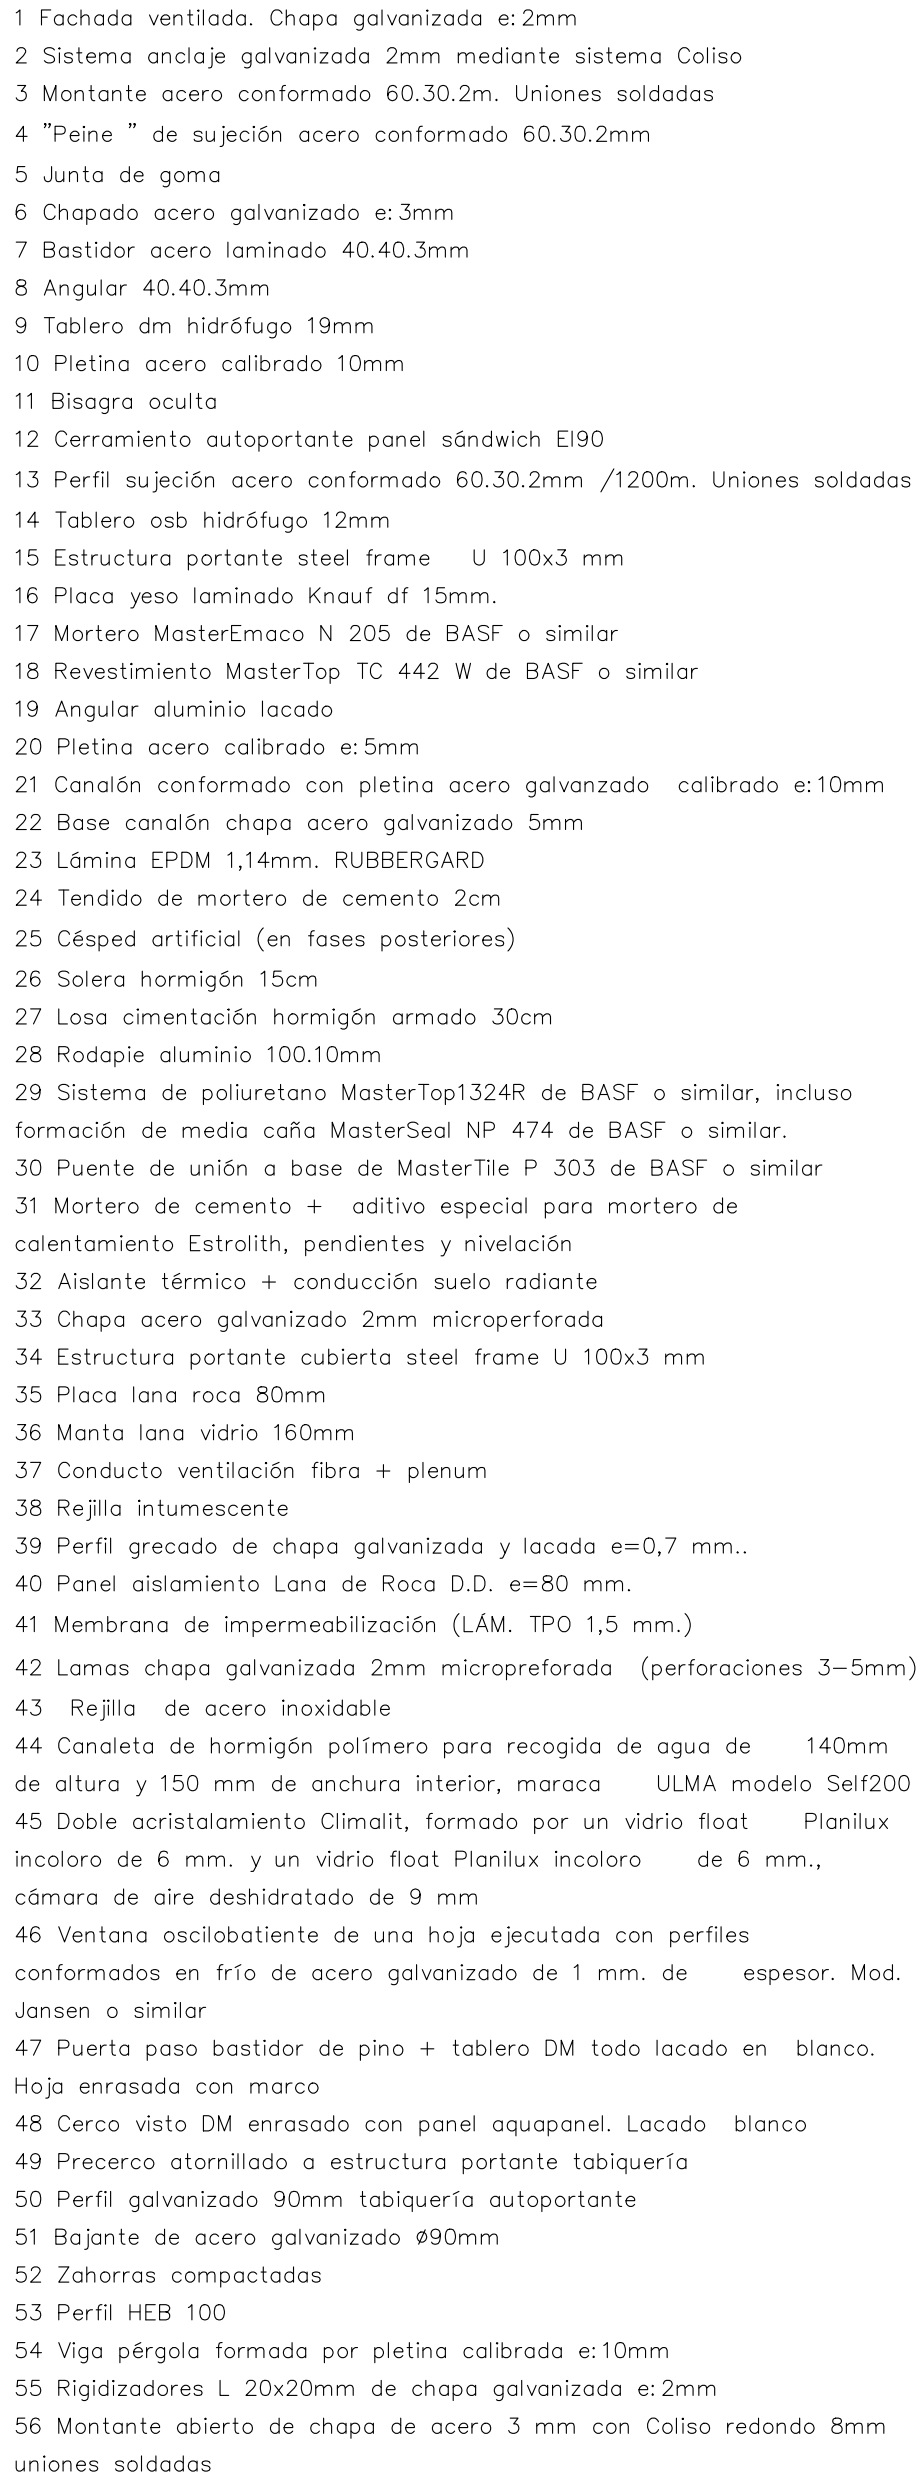 1 Fachada ventilada. Chapa galvanizada e:2mm
2 Sistema anclaje galvanizada 2mm mediante sistema Coliso
3 Montante acero conformado 60.30.2m. Uniones soldadas
4 "Peine " de sujeción acero conformado 60.30.2mm
5 Junta de goma
6 Chapado acero galvanizado e:3mm
7 Bastidor acero laminado 40.40.3mm
8 Angular 40.40.3mm
9 Tablero dm hidrófugo 19mm
10 Pletina acero calibrado 10mm
11 Bisagra oculta
12 Cerramiento autoportante panel sándwich EI90
13 Perfil sujeción acero conformado 60.30.2mm /1200m. Uniones soldadas
14 Tablero osb hidrófugo 12mm
15 Estructura portante steel frame U 100x3 mm
16 Placa yeso laminado Knauf df 15mm.
17 Mortero MasterEmaco N 205 de BASF o similar
18 Revestimiento MasterTop TC 442 W de BASF o similar
19 Angular aluminio lacado
20 Pletina acero calibrado e:5mm
21 Canalón conformado con pletina acero galvanzado calibrado e:10mm
22 Base canalón chapa acero galvanizado 5mm
23 Lámina EPDM 1,14mm. RUBBERGARD
24 Tendido de mortero de cemento 2cm
25 Césped artificial (en fases posteriores)
26 Solera hormigón 15cm
27 Losa cimentación hormigón armado 30cm
28 Rodapie aluminio 100.10mm
29 Sistema de poliuretano MasterTop1324R de BASF o similar, incluso
formación de media caña MasterSeal NP 474 de BASF o similar.
30 Puente de unión a base de MasterTile P 303 de BASF o similar
31 Mortero de cemento + aditivo especial para mortero de
calentamiento Estrolith, pendientes y nivelación
32 Aislante térmico + conducción suelo radiante
33 Chapa acero galvanizado 2mm microperforada
34 Estructura portante cubierta steel frame U 100x3 mm
35 Placa lana roca 80mm
36 Manta lana vidrio 160mm
37 Conducto ventilación fibra + plenum
38 Rejilla intumescente
39 Perfil grecado de chapa galvanizada y lacada e=0,7 mm..
40 Panel aislamiento Lana de Roca D.D. e=80 mm.
41 Membrana de impermeabilización (LÁM. TPO 1,5 mm.)
42 Lamas chapa galvanizada 2mm micropreforada (perforaciones 3-5mm)
43 Rejilla de acero inoxidable
44 Canaleta de hormigón polímero para recogida de agua de 140mm
de altura y 150 mm de anchura interior, maraca ULMA modelo Self200
45 Doble acristalamiento Climalit, formado por un vidrio float Planilux
incoloro de 6 mm. y un vidrio float Planilux incoloro de 6 mm.,
cámara de aire deshidratado de 9 mm
46 Ventana oscilobatiente de una hoja ejecutada con perfiles
conformados en frío de acero galvanizado de 1 mm. de espesor. Mod.
Jansen o similar
47 Puerta paso bastidor de pino + tablero DM todo lacado en blanco.
Hoja enrasada con marco
48 Cerco visto DM enrasado con panel aquapanel. Lacado blanco
49 Precerco atornillado a estructura portante tabiquería
50 Perfil galvanizado 90mm tabiquería autoportante
51 Bajante de acero galvanizado ø90mm
52 Zahorras compactadas
53 Perfil HEB 100
54 Viga pérgola formada por pletina calibrada e:10mm
55 Rigidizadores L 20x20mm de chapa galvanizada e:2mm
56 Montante abierto de chapa de acero 3 mm con Coliso redondo 8mm
uniones soldadas